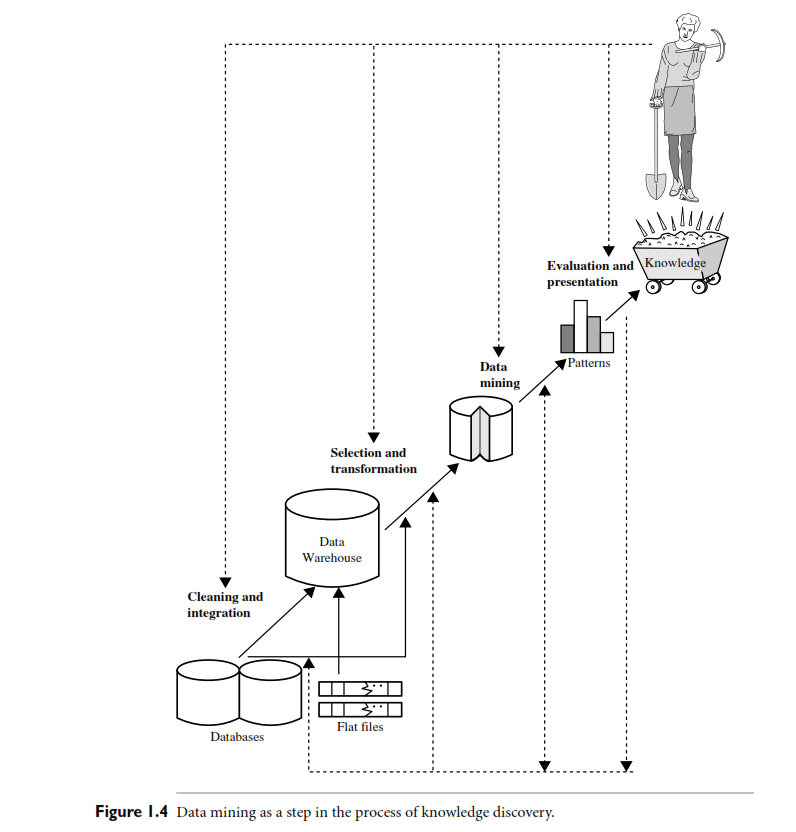 Knowledge
Evaluation and
presentation
Patterns
Data
mining
Selection and
transformation
Data
Warehouse
Cleaning and
integration
Flat files
Databases
Figure 1.4 Data mining as a step in the process of knowledge discovery.